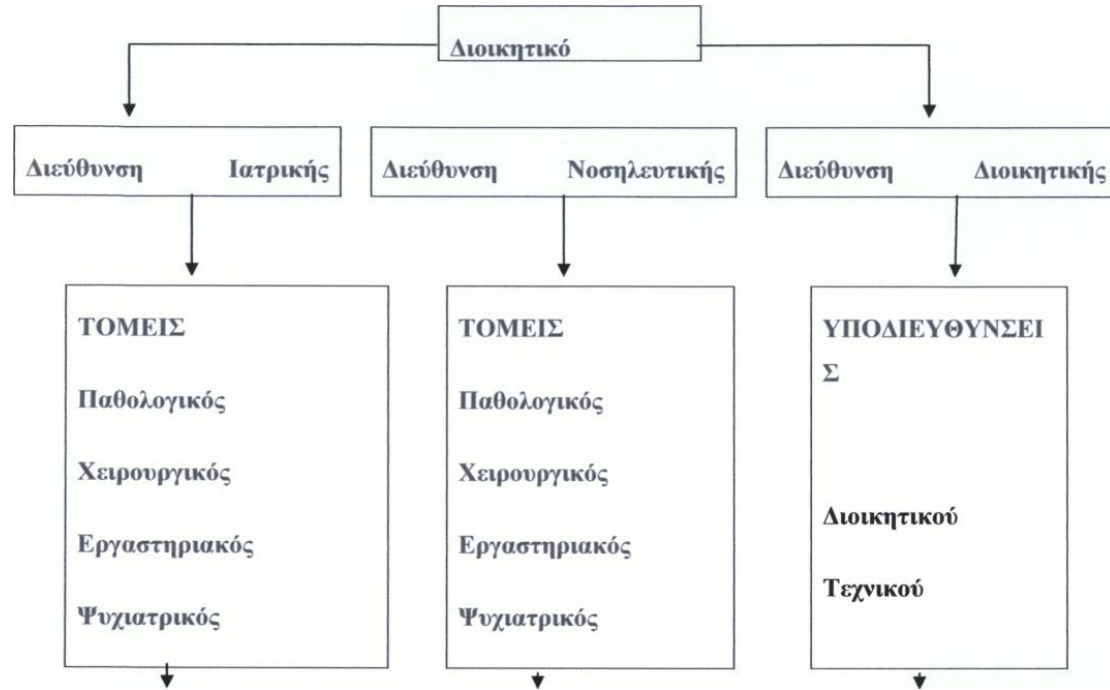 Διοικητικό
Διεύθυνση Ιατρικής
Διεύθυνση Νοσηλευτικής
Διεύθυνση Διοικητικής
ΤΟΜΕΙΣ
Παθολογικός
Χειρουργικός
Εργαστηριακός
Ψυχιατρικός
ΤΟΜΕΙΣ
Παθολογικός
Χειρουργικός
Εργαστηριακός
Ψυχιατρικός
ΥΠΟΔΙΕΥΘΥΝΣΕΙ
Σ
Διοικητικού
Τεχνικού